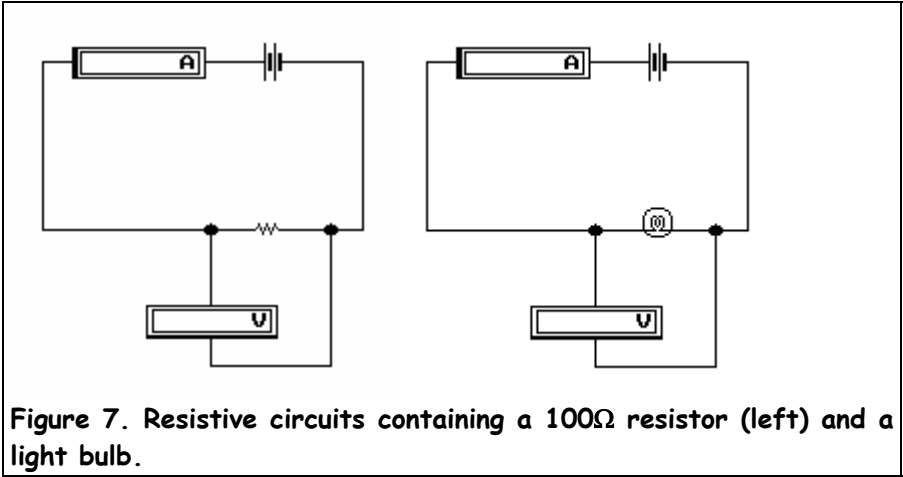 A
A
V
V
Figure 7. Resistive circuits containing a 100Ω resistor (left) and a
light bulb.